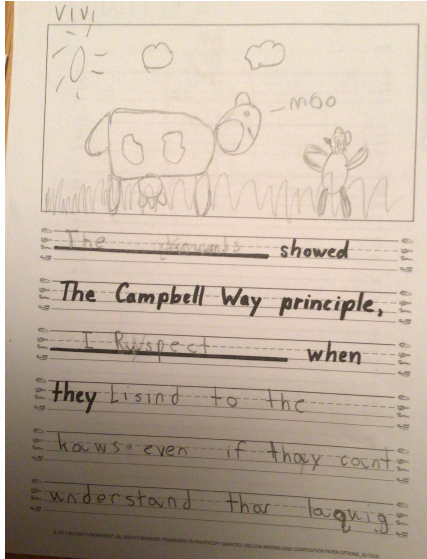 VIVI
moo
The showed
The Campbell Way principle,
I Ryspect when
they Lisind to the
kaws even if thay cant
understand thar laquig